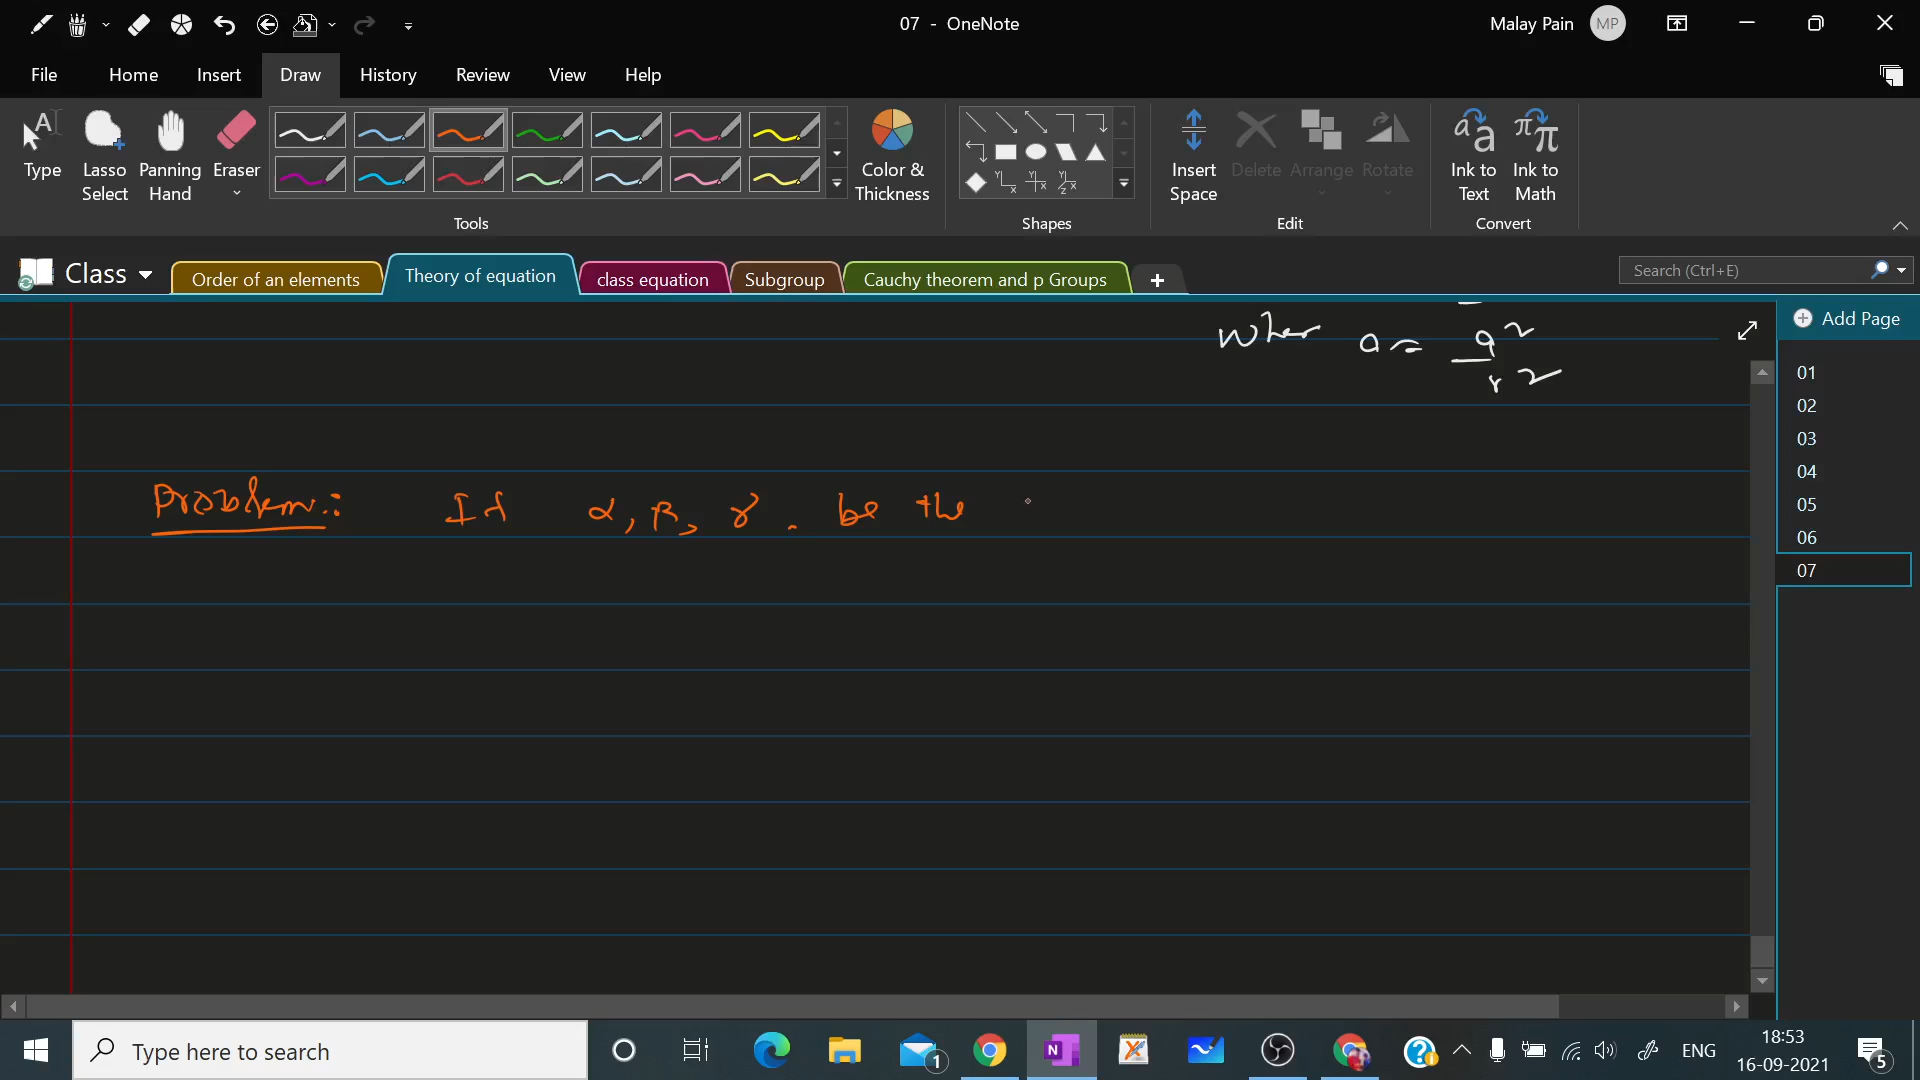 07 - OneNote
Malay Pain MP
File Home Insert Draw History Review View Help
Type Lasso Select Panning Hand Eraser Color & Thickness Insert Space Delete Arrange Rotate Ink to Text Ink to Math
Tools Shapes Edit Convert
Class Order of an elements Theory of equation class equation Subgroup Cauchy theorem and p Groups + Search (Ctrl+E)
Add Page
01
02
03
04
05
06
07
When a = q²
r²
Problem: If α, β, γ . be the
Type here to search
1
ENG
18:53
16-09-2021
5